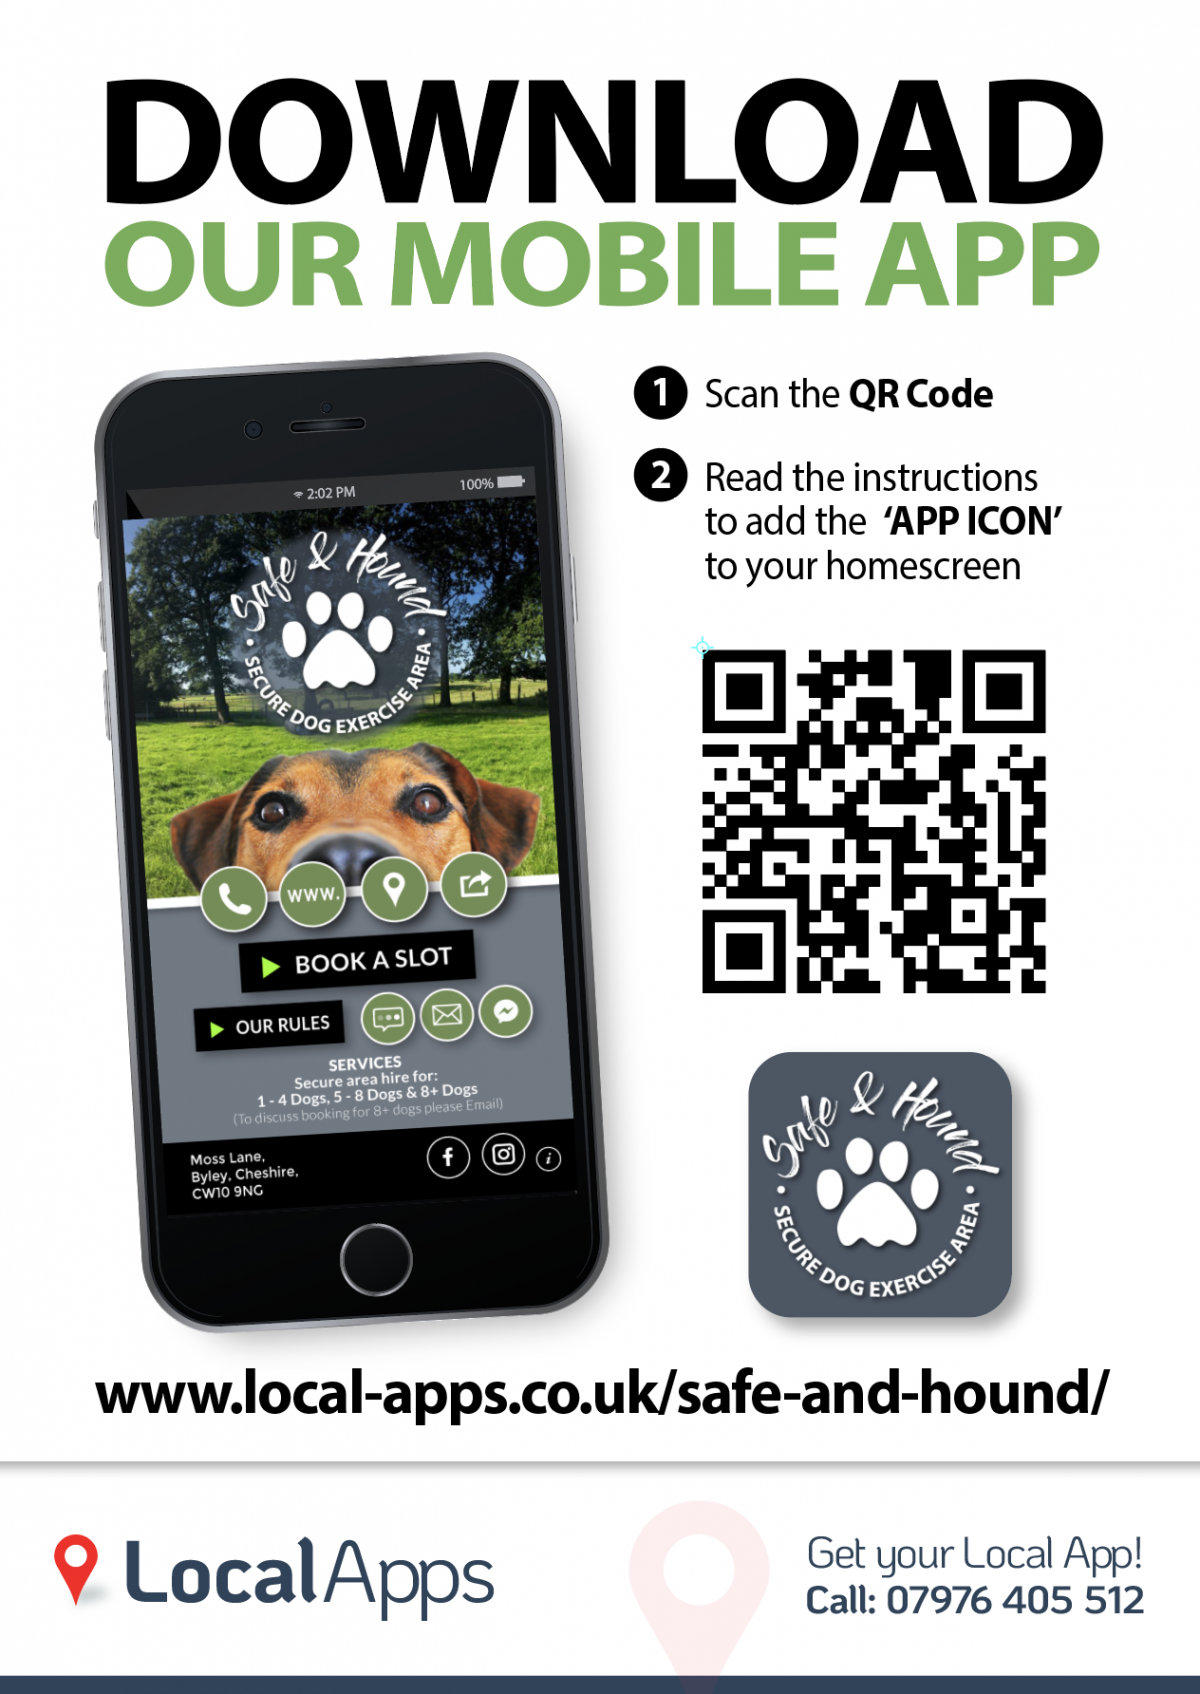 DOWNLOAD
OUR MOBILE APP
1 Scan the QR Code
2 Read the instructions
to add the ‘APP ICON’
to your homescreen
2:02 PM 100%
Safe & Hound
• SECURE DOG EXERCISE AREA •
www.
BOOK A SLOT
OUR RULES
SERVICES
Secure area hire for:
1 - 4 Dogs, 5 - 8 Dogs & 8+ Dogs
(To discuss booking for 8+ dogs please Email)
Moss Lane,
Byley, Cheshire,
CW10 9NG
f
i
Safe & Hound
• SECURE DOG EXERCISE AREA •
www.local-apps.co.uk/safe-and-hound/
LocalApps
Get your Local App!
Call: 07976 405 512